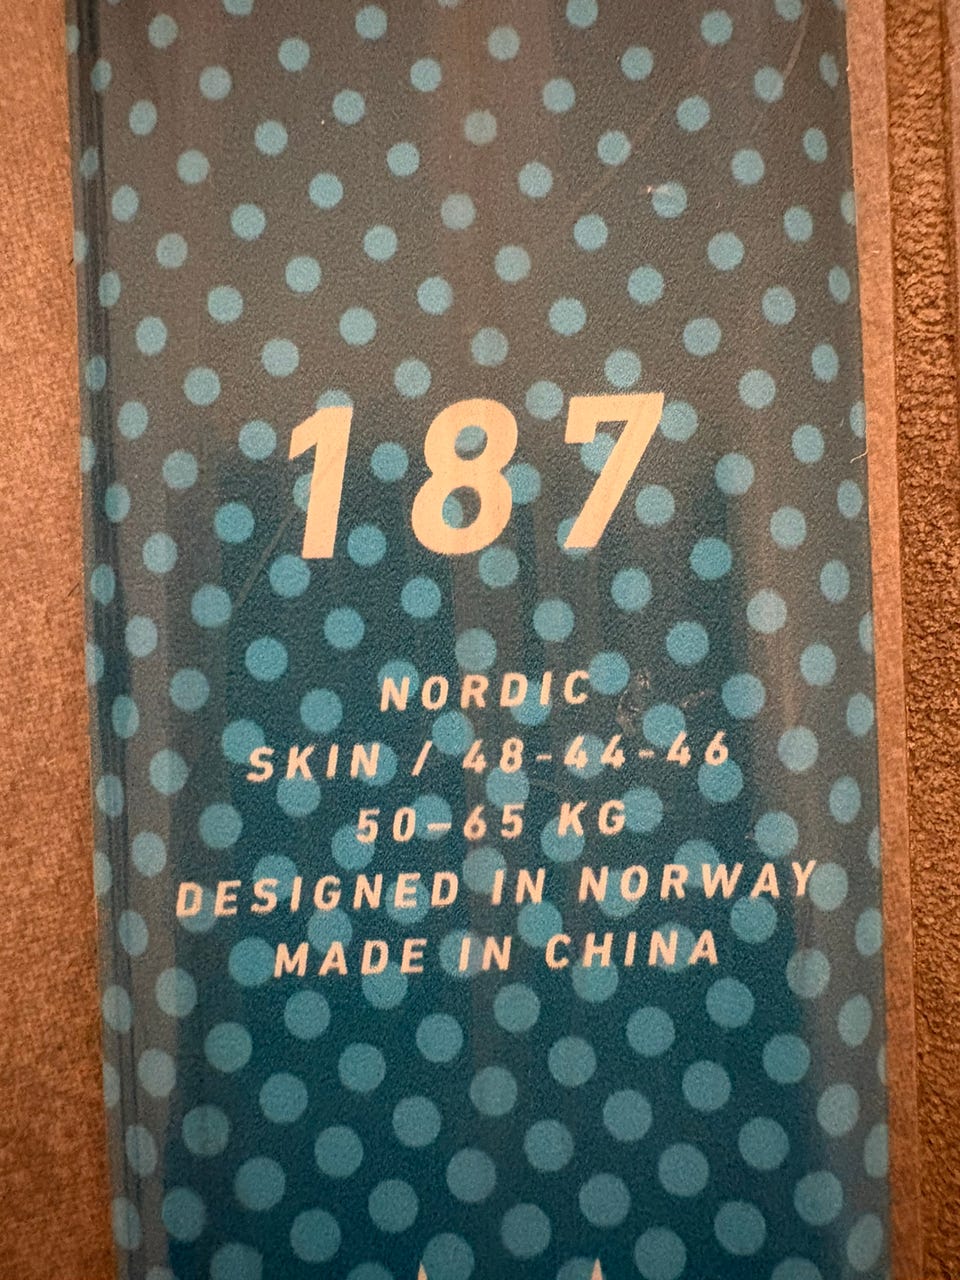 187
NORDIC
SKIN / 48-44-46
50-65 KG
DESIGNED IN NORWAY
MADE IN CHINA